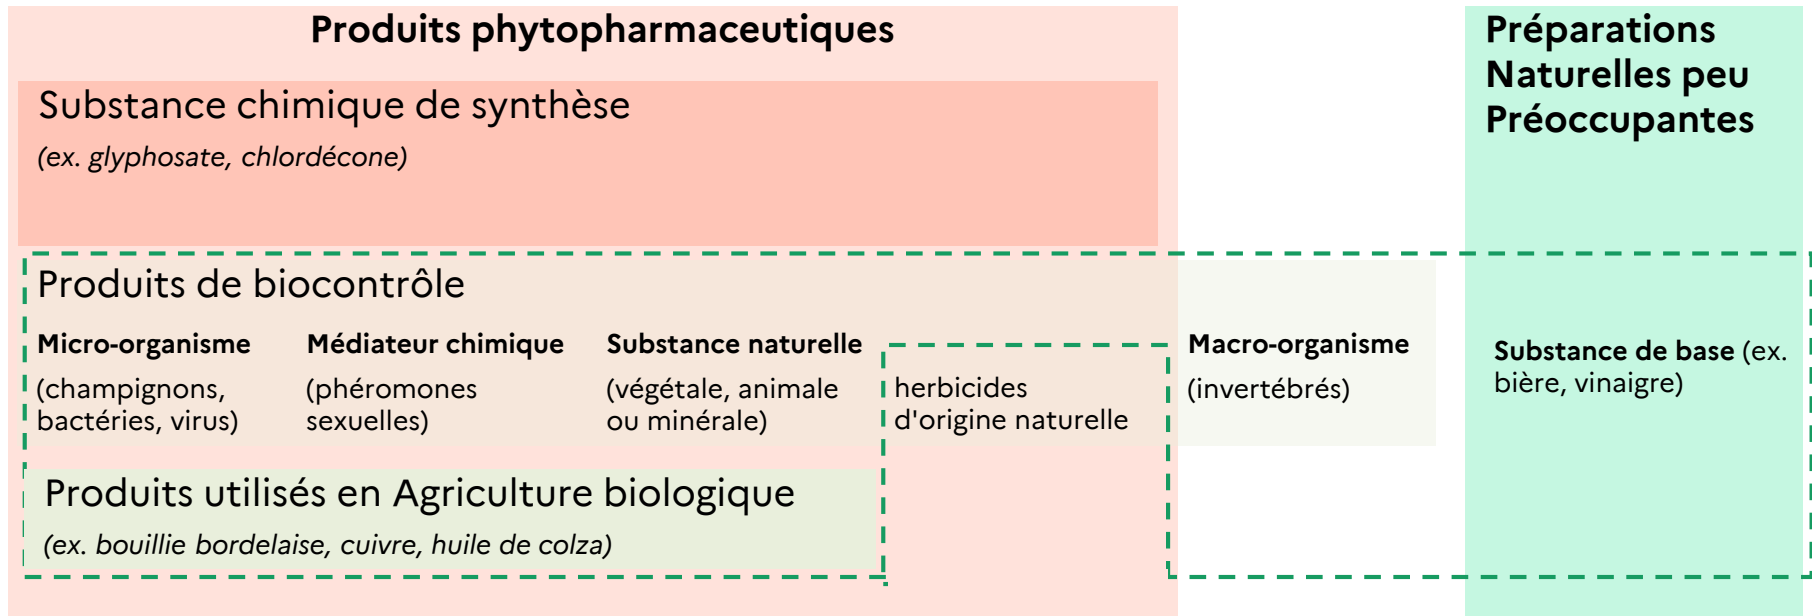 Produits phytopharmaceutiques
Préparations
Naturelles peu
Préoccupantes
Substance chimique de synthèse
(ex. glyphosate, chlordécone)
Produits de biocontrôle
Micro-organisme
(champignons,
bactéries, virus)
Médiateur chimique
(phéromones
sexuelles)
Substance naturelle
(végétale, animale
ou minérale)
herbicides
d'origine naturelle
Macro-organisme
(invertébrés)
Substance de base (ex.
bière, vinaigre)
Produits utilisés en Agriculture biologique
(ex. bouillie bordelaise, cuivre, huile de colza)